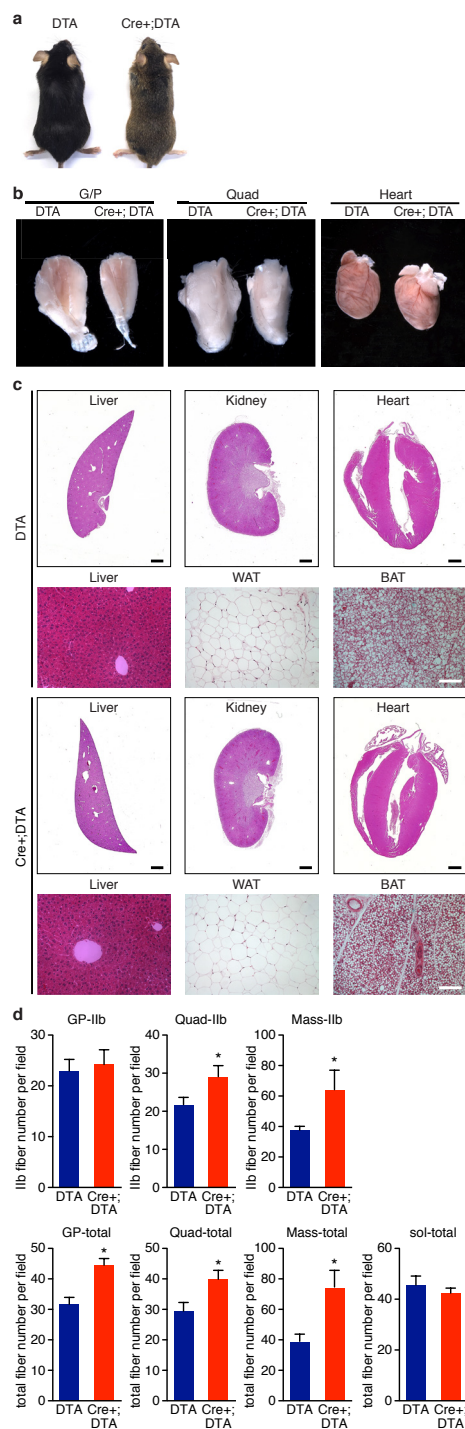 a
DTA Cre+;DTA
b
G/P Quad Heart
DTA Cre+; DTA DTA Cre+; DTA DTA Cre+; DTA
c
DTA
Liver Kidney Heart
Liver WAT BAT
Cre+;DTA
Liver Kidney Heart
Liver WAT BAT
d
GP-IIb
IIb fiber number per field
30
20
10
0
DTA Cre+;
DTA
Quad-IIb
IIb fiber number per field
40
30
20
10
0
*
DTA Cre+;
DTA
Mass-IIb
IIb fiber number per field
100
80
60
40
20
0
*
DTA Cre+;
DTA
GP-total
total fiber number per field
50
40
30
20
10
0
*
DTA Cre+;
DTA
Quad-total
total fiber number per field
50
40
30
20
10
0
*
DTA Cre+;
DTA
Mass-total
total fiber number per field
100
80
60
40
20
0
*
DTA Cre+;
DTA
sol-total
total fiber number per field
60
40
20
0
DTA Cre+;
DTA